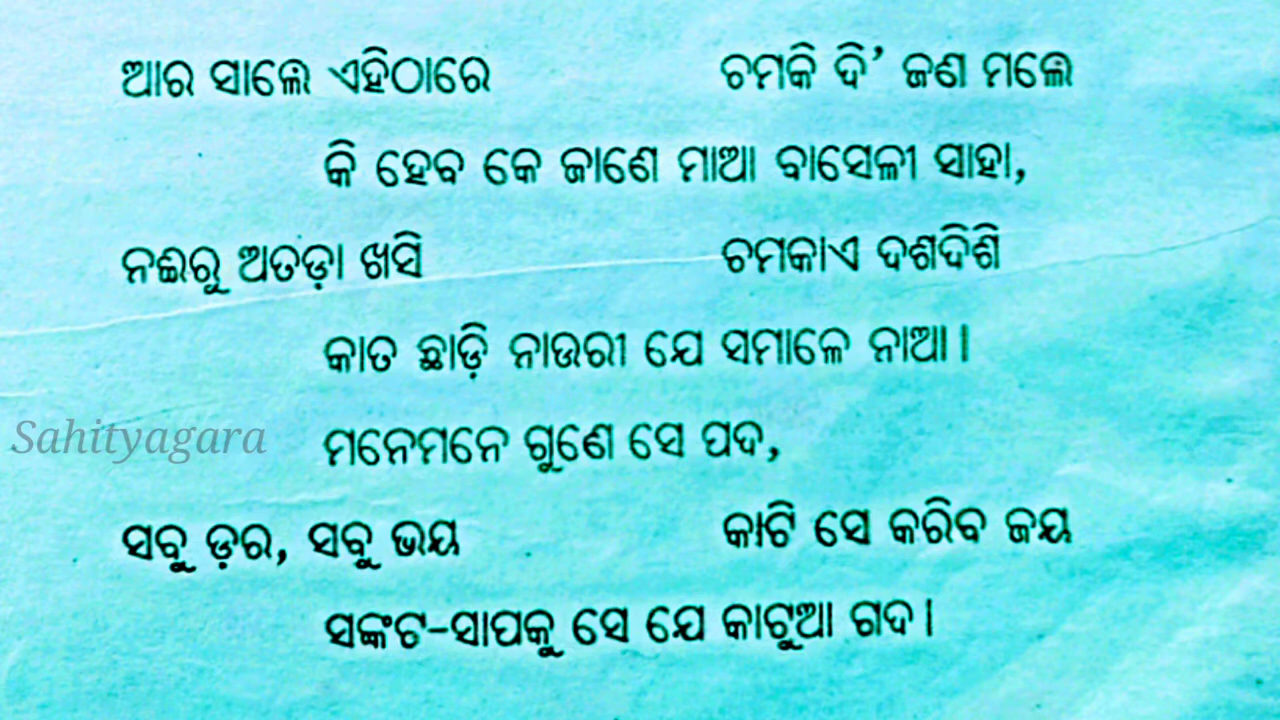 ଆର ସାଲେ ଏହିଠାରେ ଚମକି ଦି’ ଜଣ ମଲେ
କି ହେବ କେ ଜାଣେ ମାଆ ବାସେଳୀ ସାହା,
ନଈରୁ ଅତଡ଼ା ଖସି ଚମକାଏ ଦଶଦିଶି
କାତ ଛାଡ଼ି ନାଉରୀ ଯେ ସମାଳେ ନାଆ।
Sahityagara
ମନେମନେ ଗୁଣେ ସେ ପଦ,
ସବୁ ଡ଼ର, ସବୁ ଭୟ କାଟି ସେ କରିବ ଜୟ
ସଙ୍କଟ-ସାପକୁ ସେ ଯେ କାଟୁଆ ଗଦ।